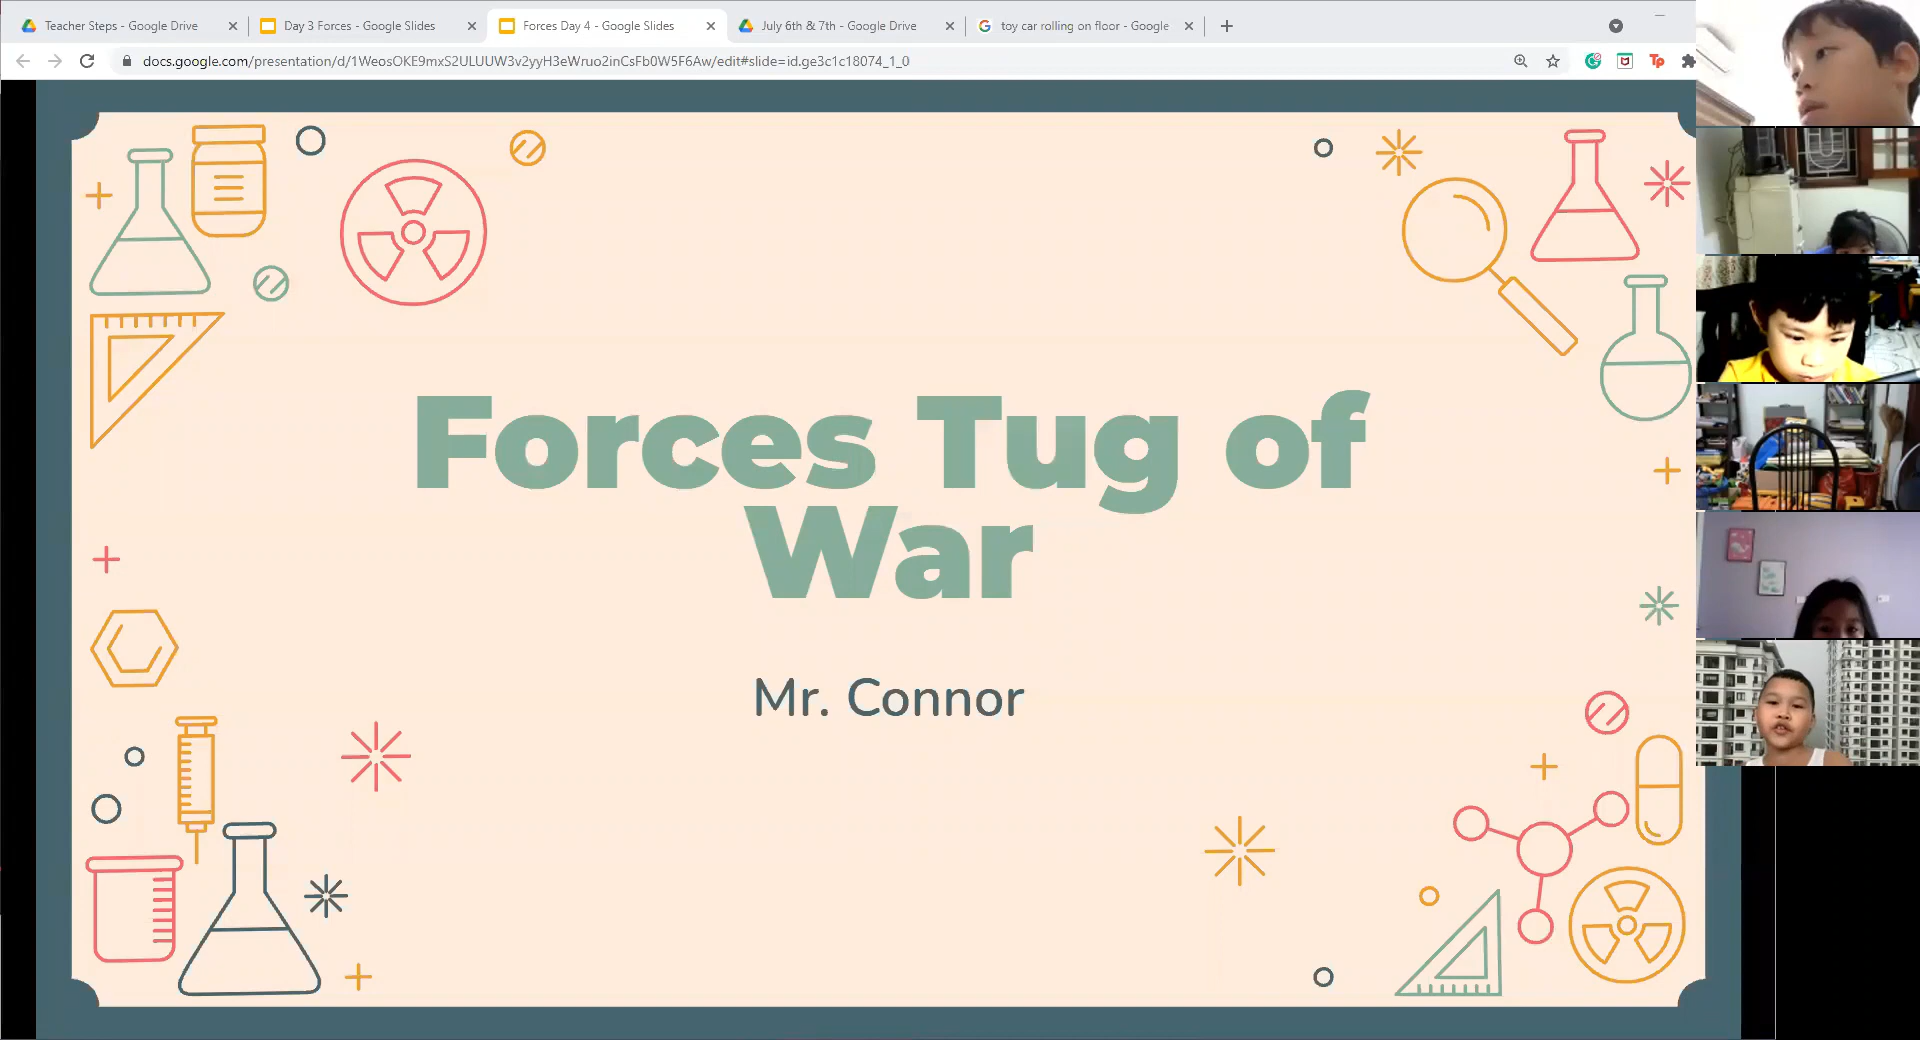 Teacher Steps - Google Drive
Day 3 Forces - Google Slides
Forces Day 4 - Google Slides
July 6th & 7th - Google Drive
toy car rolling on floor - Google
docs.google.com/presentation/d/1WeosOKE9mxS2ULUUW3v2yyH3eWruo2inCsFb0W5F6Aw/edit#slide=id.ge3c1c18074_1_0
Tp
Forces Tug of
War
Mr. Connor